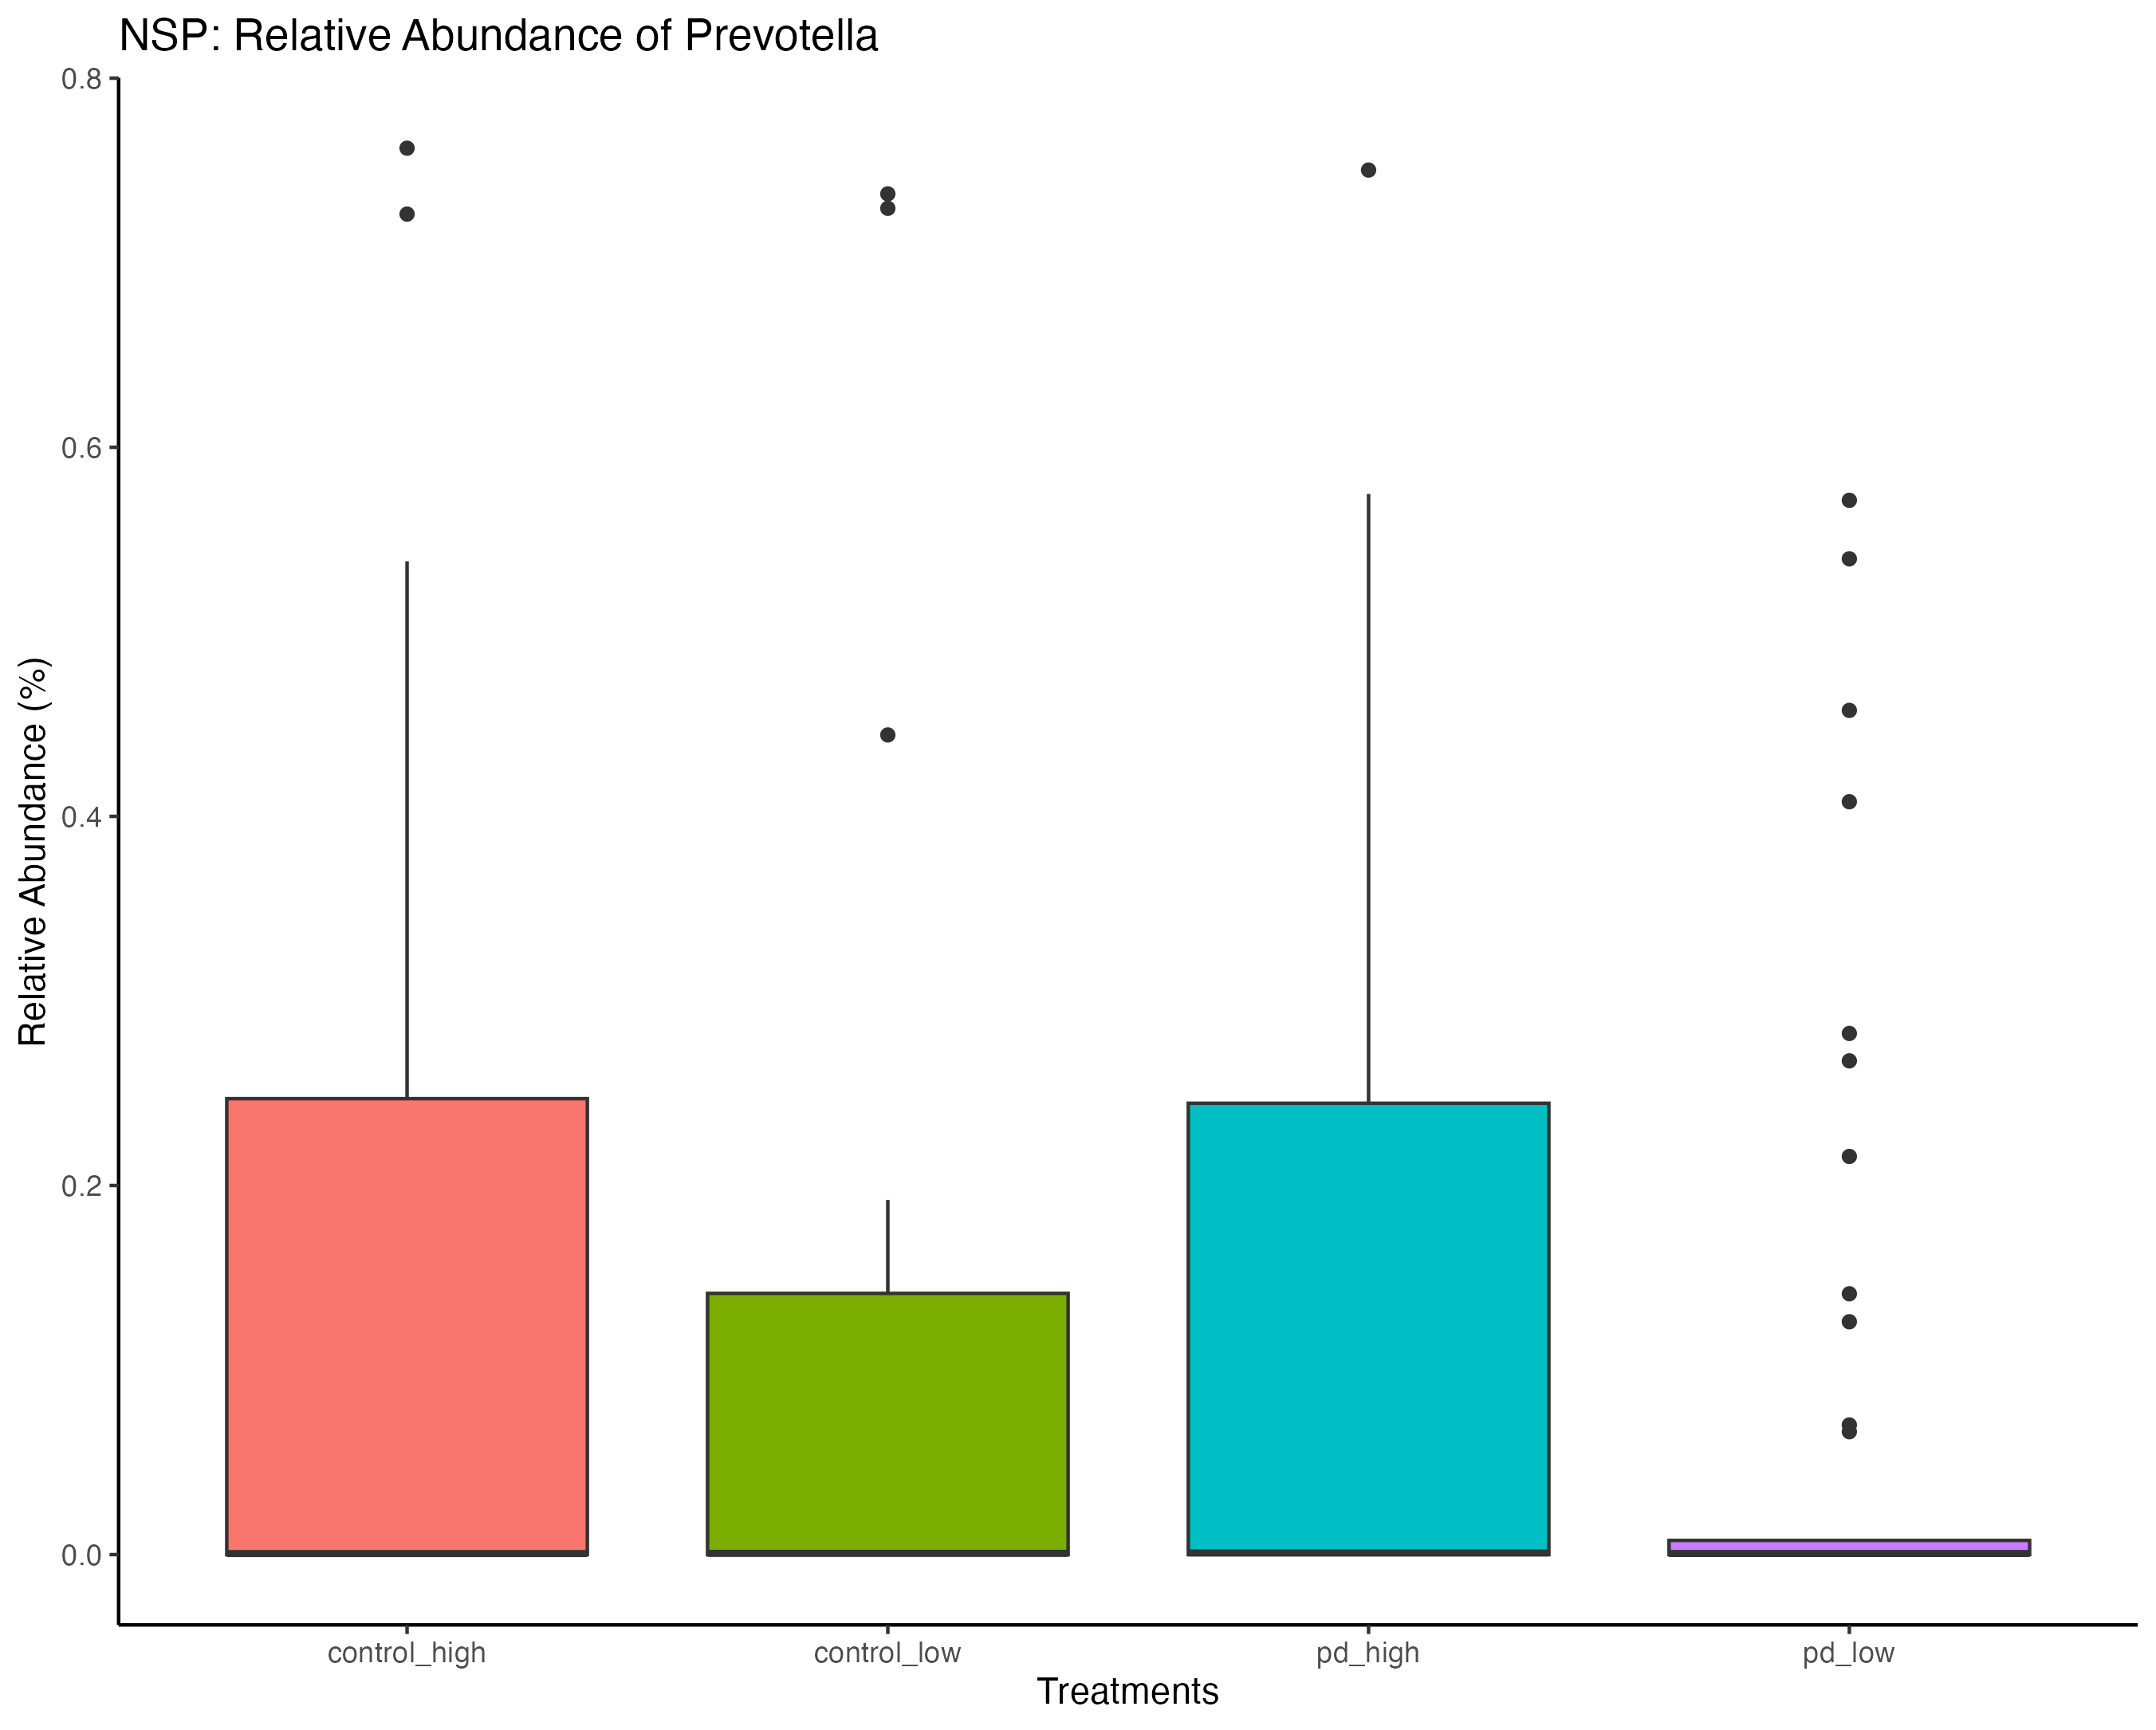 NSP: Relative Abundance of Prevotella
0.8
0.6
0.4
0.2
0.0
Relative Abundance (%)
control_high
control_low
pd_high
pd_low
Treatments